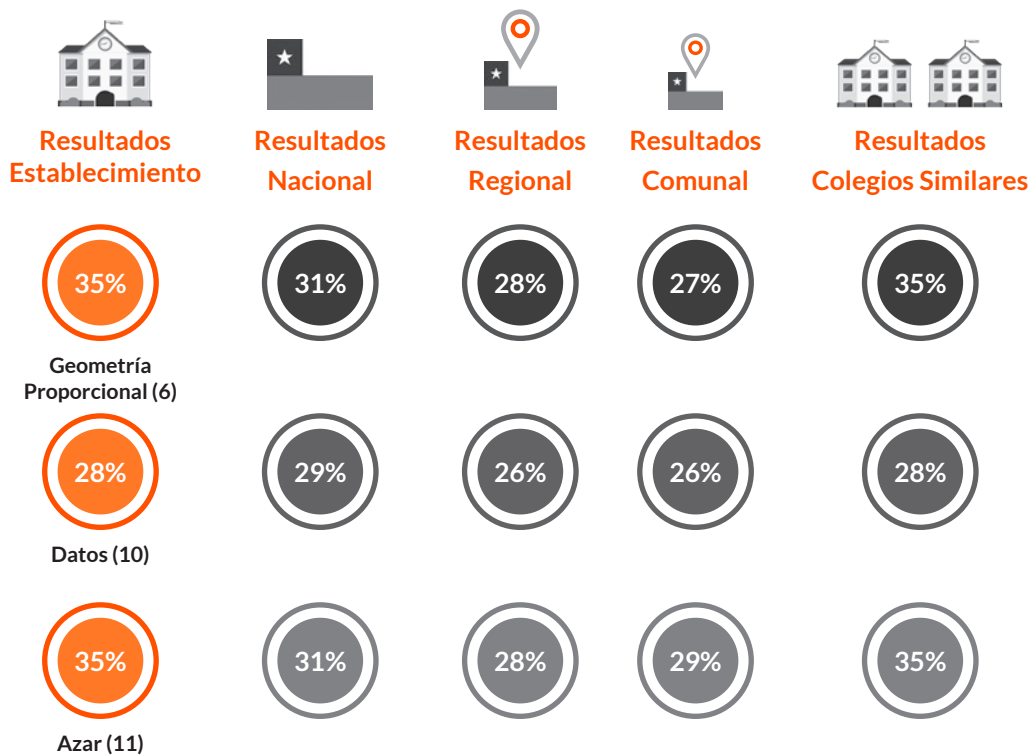 Resultados
Establecimiento
Resultados
Nacional
Resultados
Regional
Resultados
Comunal
Resultados
Colegios Similares
35%
31%
28%
27%
35%
Geometría
Proporcional (6)
28%
29%
26%
26%
28%
Datos (10)
35%
31%
28%
29%
35%
Azar (11)